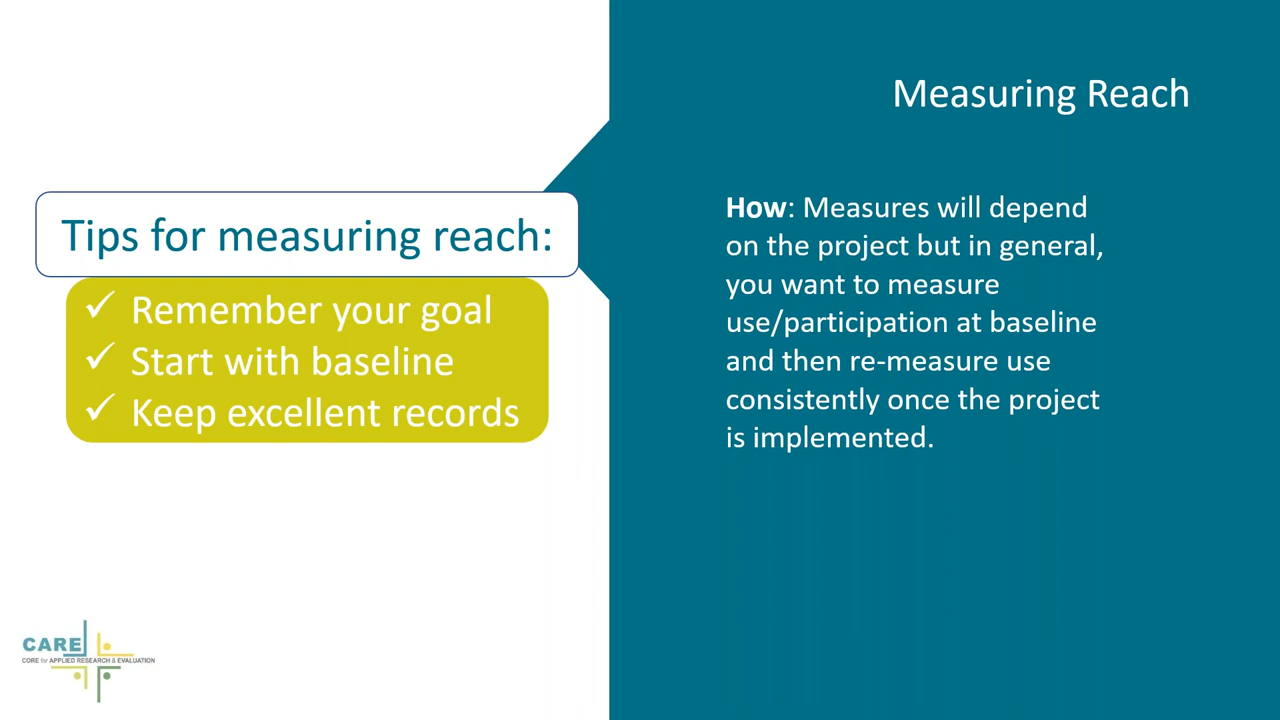 Measuring Reach
Tips for measuring reach:
✓ Remember your goal
✓ Start with baseline
✓ Keep excellent records
How: Measures will depend
on the project but in general,
you want to measure
use/participation at baseline
and then re-measure use
consistently once the project
is implemented.
CARE
CORE for APPLIED RESEARCH & EVALUATION